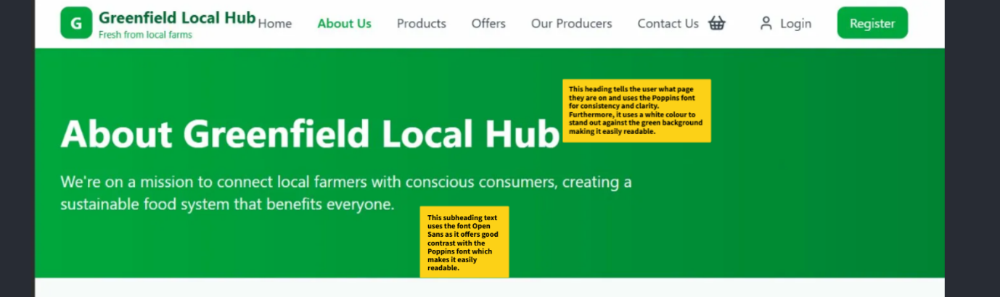 G
Greenfield Local Hub
Fresh from local farms
Home
About Us
Products
Offers
Our Producers
Contact Us
Login
Register
This heading tells the user what page
they are on and uses the Poppins font
for consistency and clarity.
Furthermore, it uses a white colour to
stand out against the green background
making it easily readable.
About Greenfield Local Hub
We're on a mission to connect local farmers with conscious consumers, creating a
sustainable food system that benefits everyone.
This subheading text
uses the font Open
Sans as it offers good
contrast with the
Poppins font which
makes it easily
readable.